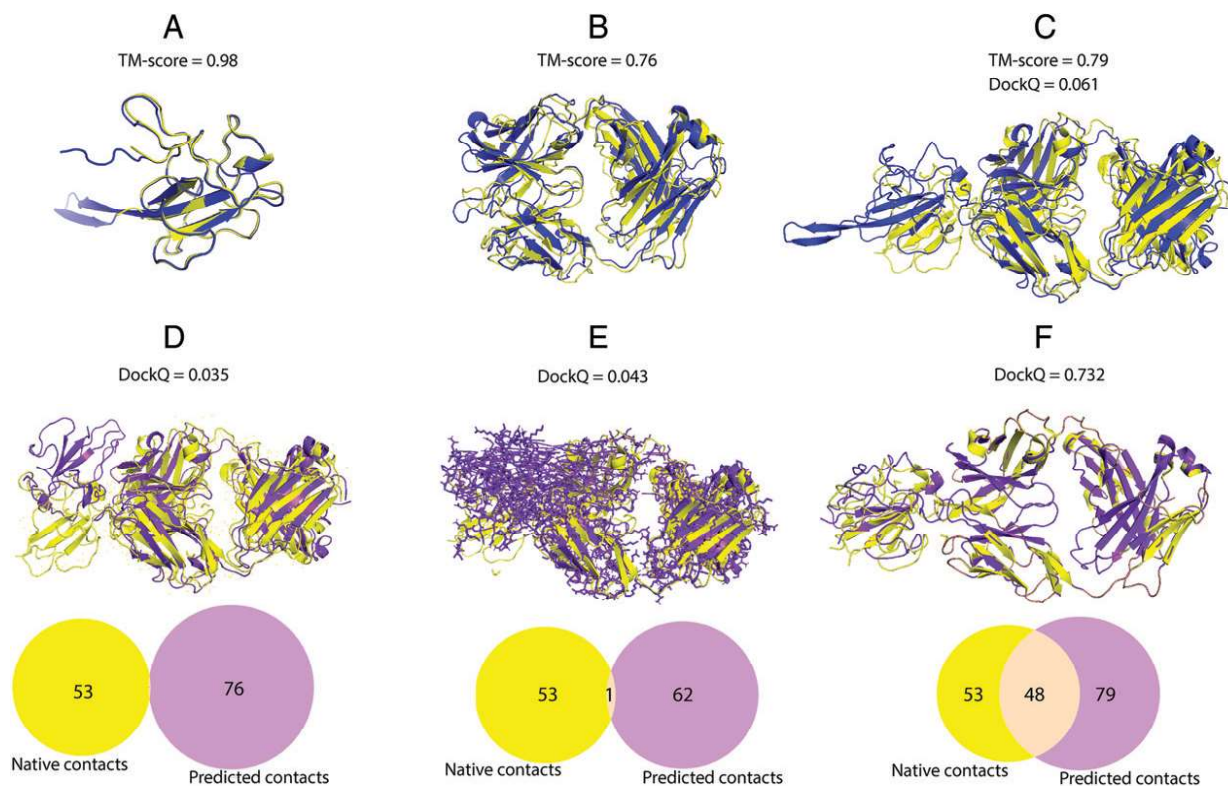 A
TM-score = 0.98
B
TM-score = 0.76
C
TM-score = 0.79
DockQ = 0.061
D
DockQ = 0.035
E
DockQ = 0.043
F
DockQ = 0.732
53
76
Native contacts
Predicted contacts
53
1
62
Native contacts
Predicted contacts
53
48
79
Native contacts
Predicted contacts